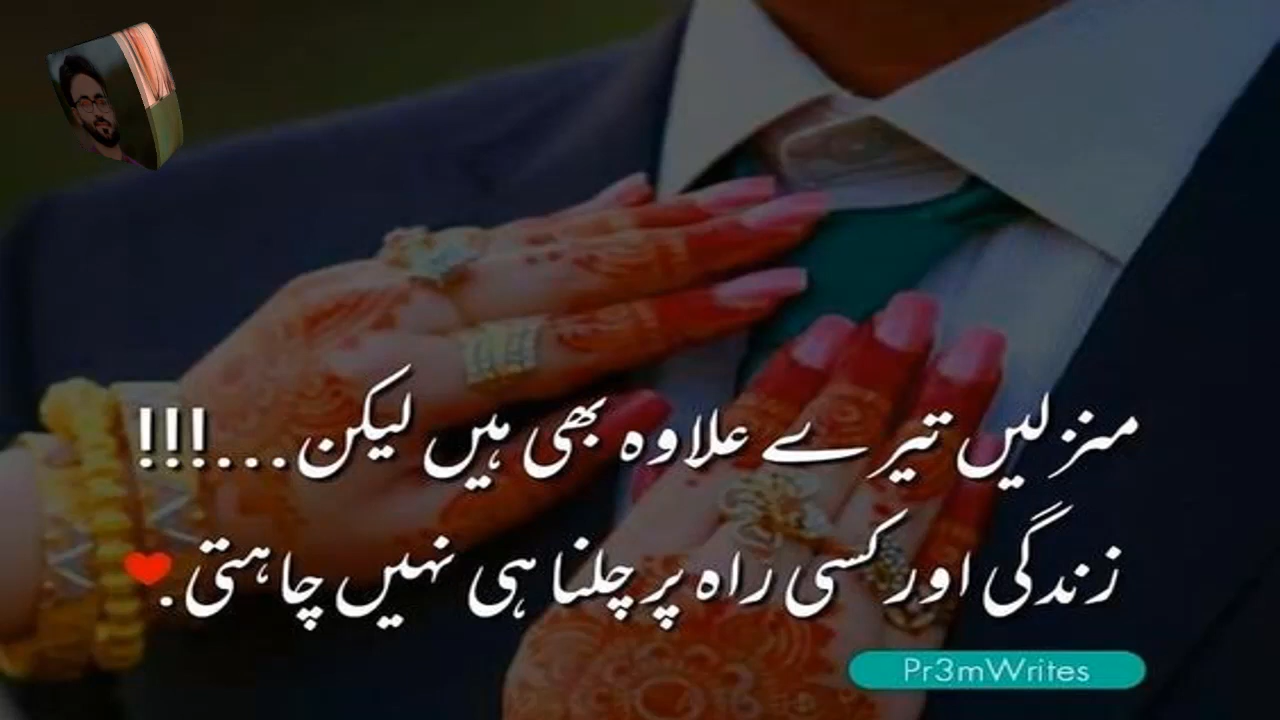 منزلیں تیرے علاوہ بھی ہیں لیکن...!!!
زندگی اور کسی راہ پر چلنا ہی نہیں چاہتی.❤
Pr3mWrites